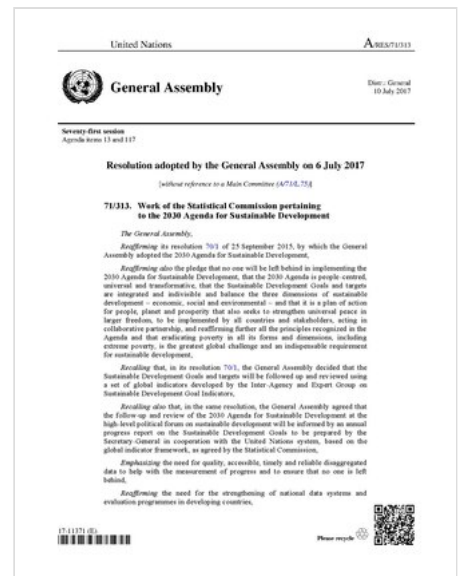 United Nations A/RES/71/313
General Assembly
Distr.: General
10 July 2017
Seventy-first session
Agenda items 13 and 117
Resolution adopted by the General Assembly on 6 July 2017
[without reference to a Main Committee (A/71/L.75)]
71/313. Work of the Statistical Commission pertaining
to the 2030 Agenda for Sustainable Development
The General Assembly,
Reaffirming its resolution 70/1 of 25 September 2015, by which the General
Assembly adopted the 2030 Agenda for Sustainable Development,
Reaffirming also the pledge that no one will be left behind in implementing the
2030 Agenda for Sustainable Development, that the Agenda is people-centred,
universal and transformative, that the Sustainable Development Goals and targets
are integrated and indivisible and balance the three dimensions of sustainable
development – economic, social and environmental – and that it is a plan of action
for people, planet and prosperity that also seeks to strengthen universal peace in
larger freedom, to be implemented by all countries and stakeholders, acting in
collaborative partnership, and reaffirming further all the principles recognized in the
Agenda and that eradicating poverty in all its forms and dimensions, including
extreme poverty, is the greatest global challenge and an indispensable requirement
for sustainable development,
Recalling that, in its resolution 70/1, the General Assembly decided that the
Sustainable Development Goals and targets will be followed up and reviewed using
a set of global indicators developed by the Inter-Agency and Expert Group on
Sustainable Development Goal Indicators,
Recalling also that, in the same resolution, the General Assembly agreed that
the follow-up and review of the 2030 Agenda for Sustainable Development at the
high-level political forum on sustainable development will be informed by an annual
progress report on the Sustainable Development Goals to be prepared by the
Secretary-General in cooperation with the United Nations system, based on the
global indicator framework, as agreed by the Statistical Commission,
Emphasizing the need for quality, accessible, timely and reliable disaggregated
data to help with the measurement of progress and to ensure that no one is left
behind,
Reaffirming the need for the strengthening of national data systems and
evaluation programmes in developing countries,
17-11371 (E)
Please recycle